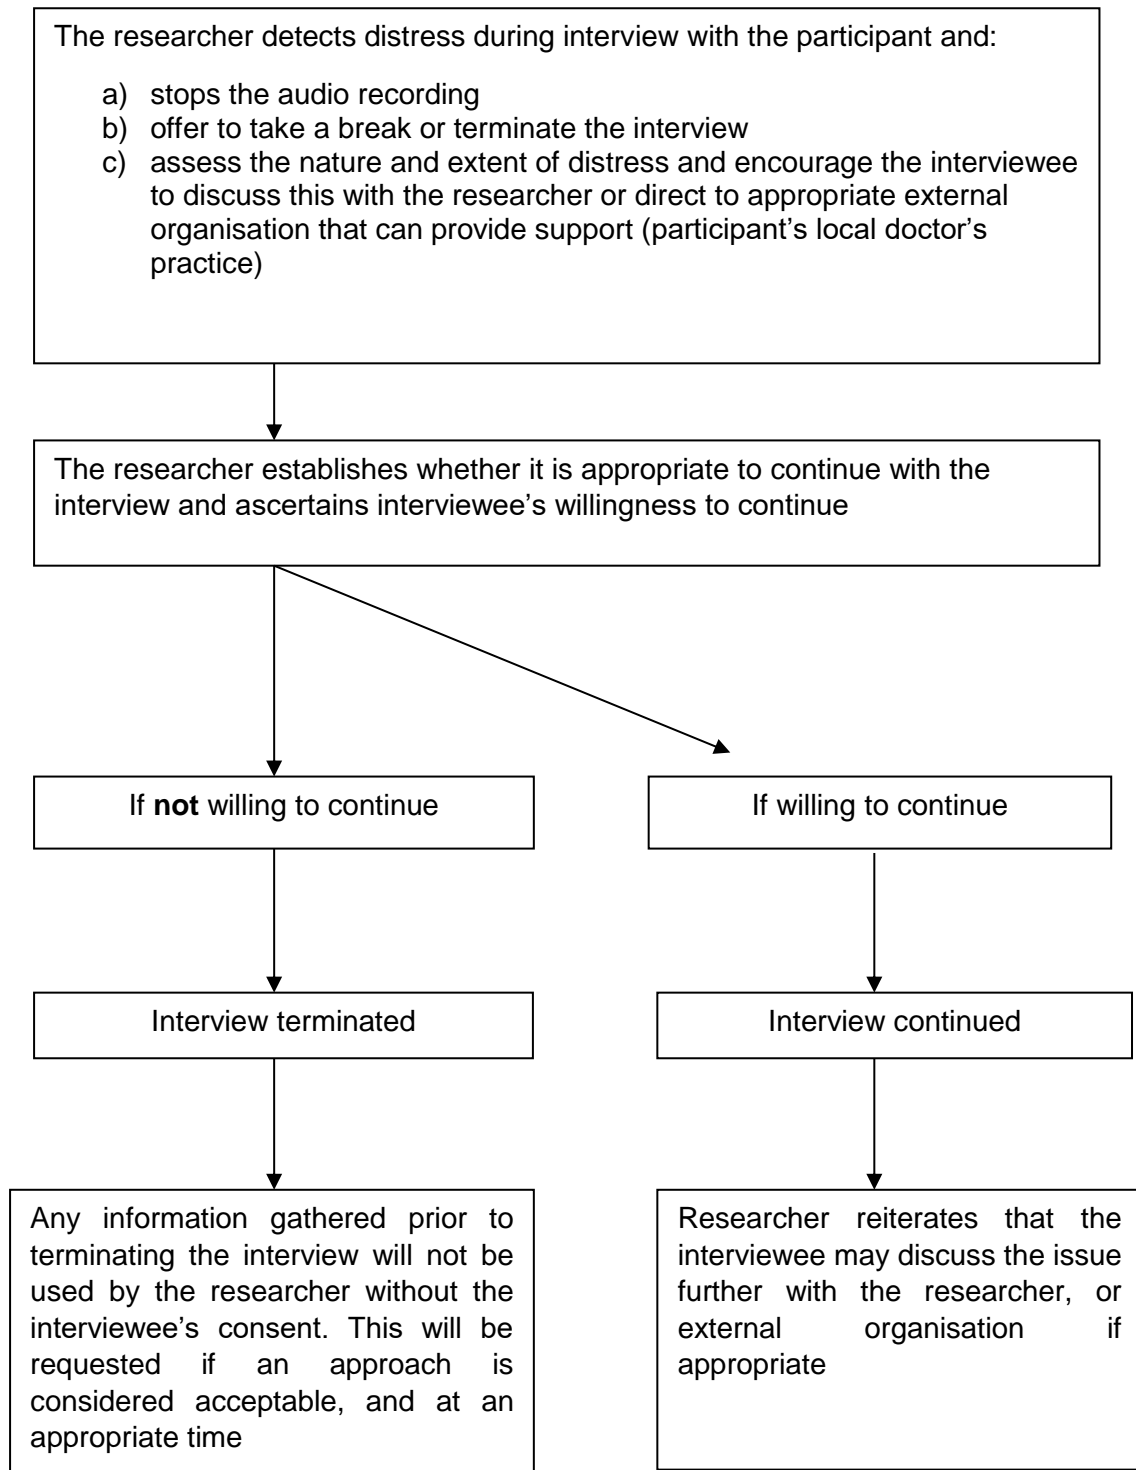 The researcher detects distress during interview with the participant and:
a) stops the audio recording
b) offer to take a break or terminate the interview
c) assess the nature and extent of distress and encourage the interviewee
to discuss this with the researcher or direct to appropriate external
organisation that can provide support (participant’s local doctor’s
practice)
The researcher establishes whether it is appropriate to continue with the
interview and ascertains interviewee’s willingness to continue
If not willing to continue
If willing to continue
Interview terminated
Interview continued
Any information gathered prior to
terminating the interview will not be
used by the researcher without the
interviewee’s consent. This will be
requested if an approach is
considered acceptable, and at an
appropriate time
Researcher reiterates that the
interviewee may discuss the issue
further with the researcher, or
external organisation if
appropriate